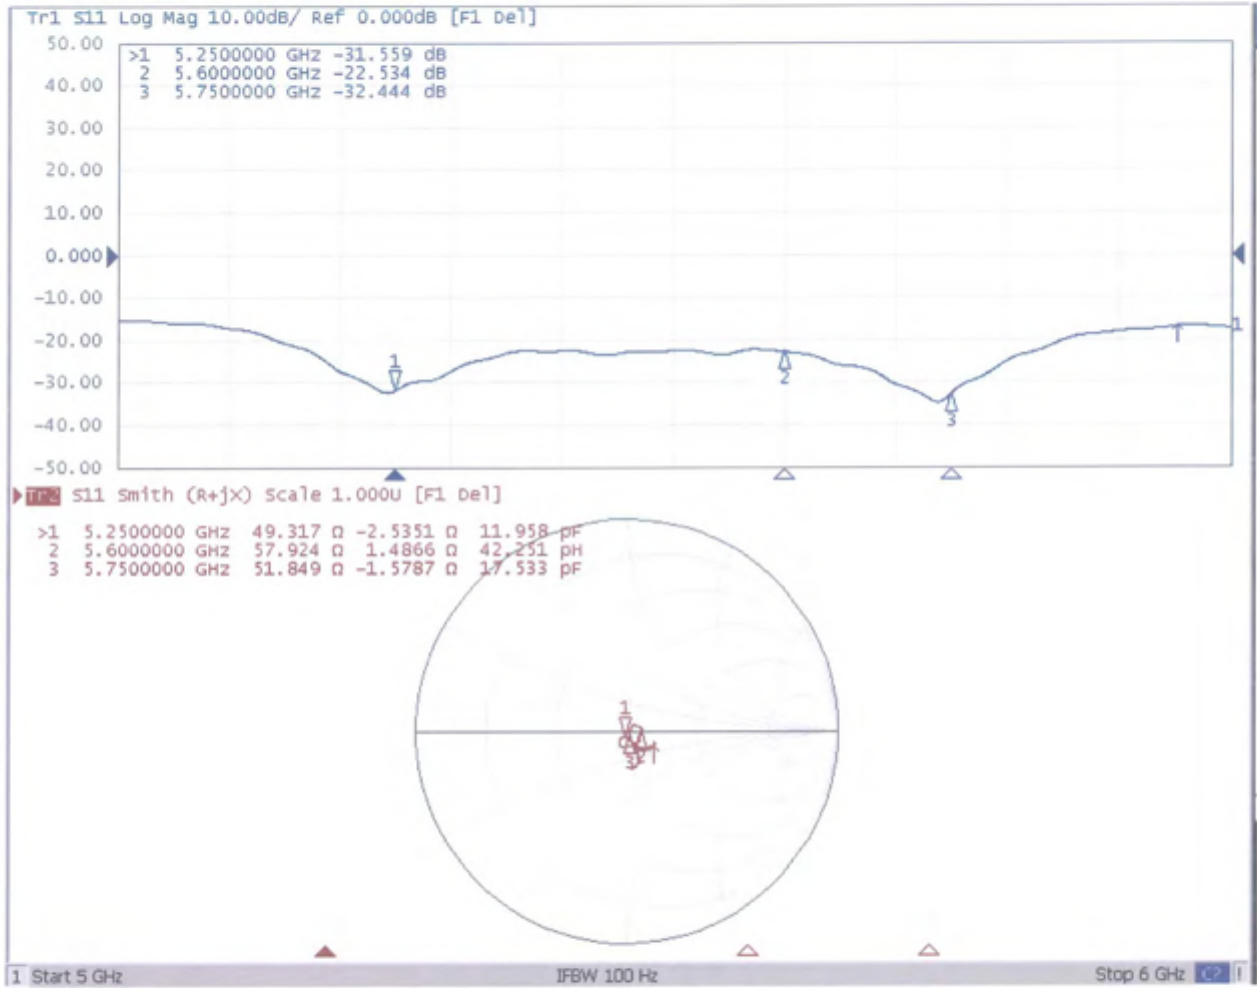 Tr1 S11 Log Mag 10.00dB/ Ref 0.000dB [F1 Del]
50.00
>1 5.2500000 GHz -31.559 dB
2 5.6000000 GHz -22.534 dB
3 5.7500000 GHz -32.444 dB
40.00
30.00
20.00
10.00
0.000
-10.00
-20.00
-30.00
-40.00
-50.00
1
2
3
1
Tr2 S11 Smith (R+jX) Scale 1.000U [F1 Del]
>1 5.2500000 GHz 49.317 Ω -2.5351 Ω 11.958 pF
2 5.6000000 GHz 57.924 Ω 1.4866 Ω 42.251 pH
3 5.7500000 GHz 51.849 Ω -1.5787 Ω 17.533 pF
1
3
1 Start 5 GHz IFBW 100 Hz Stop 6 GHz C? !